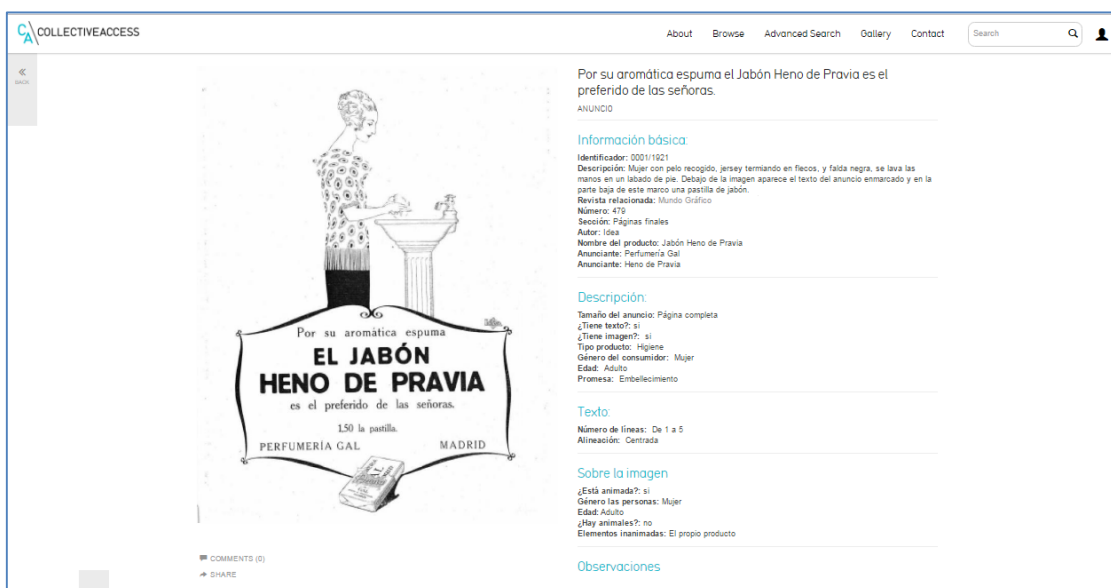 CA COLLECTIVEACCESS
About Browse Advanced Search Gallery Contact Search
BACK
Por su aromática espuma
EL JABÓN
HENO DE PRAVIA
es el preferido de las señoras.
1,50 la pastilla.
PERFUMERÍA GAL MADRID
COMMENTS (0)
SHARE
Por su aromática espuma el Jabón Heno de Pravia es el
preferido de las señoras.
ANUNCIO
Información básica:
Identificador: 0001/1921
Descripción: Mujer con pelo recogido, jersey termiando en flecos, y falda negra, se lava las
manos en un labado de pie. Debajo de la imagen aparece el texto del anuncio enmarcado y en la
parte baja de este marco una pastilla de jabón.
Revista relacionada: Mundo Gráfico
Número: 479
Sección: Páginas finales
Autor: Idea
Nombre del producto: Jabón Heno de Pravia
Anunciante: Perfumería Gal
Anunciante: Heno de Pravia
Descripción:
Tamaño del anuncio: Página completa
¿Tiene texto?: si
¿Tiene imagen?: si
Tipo producto: Higiene
Género del consumidor: Mujer
Edad: Adulto
Promesa: Embellecimiento
Texto:
Número de líneas: De 1 a 5
Alineación: Centrada
Sobre la imagen
¿Está animada?: si
Género las personas: Mujer
Edad: Adulto
¿Hay animales?: no
Elementos inanimadas: El propio producto
Observaciones